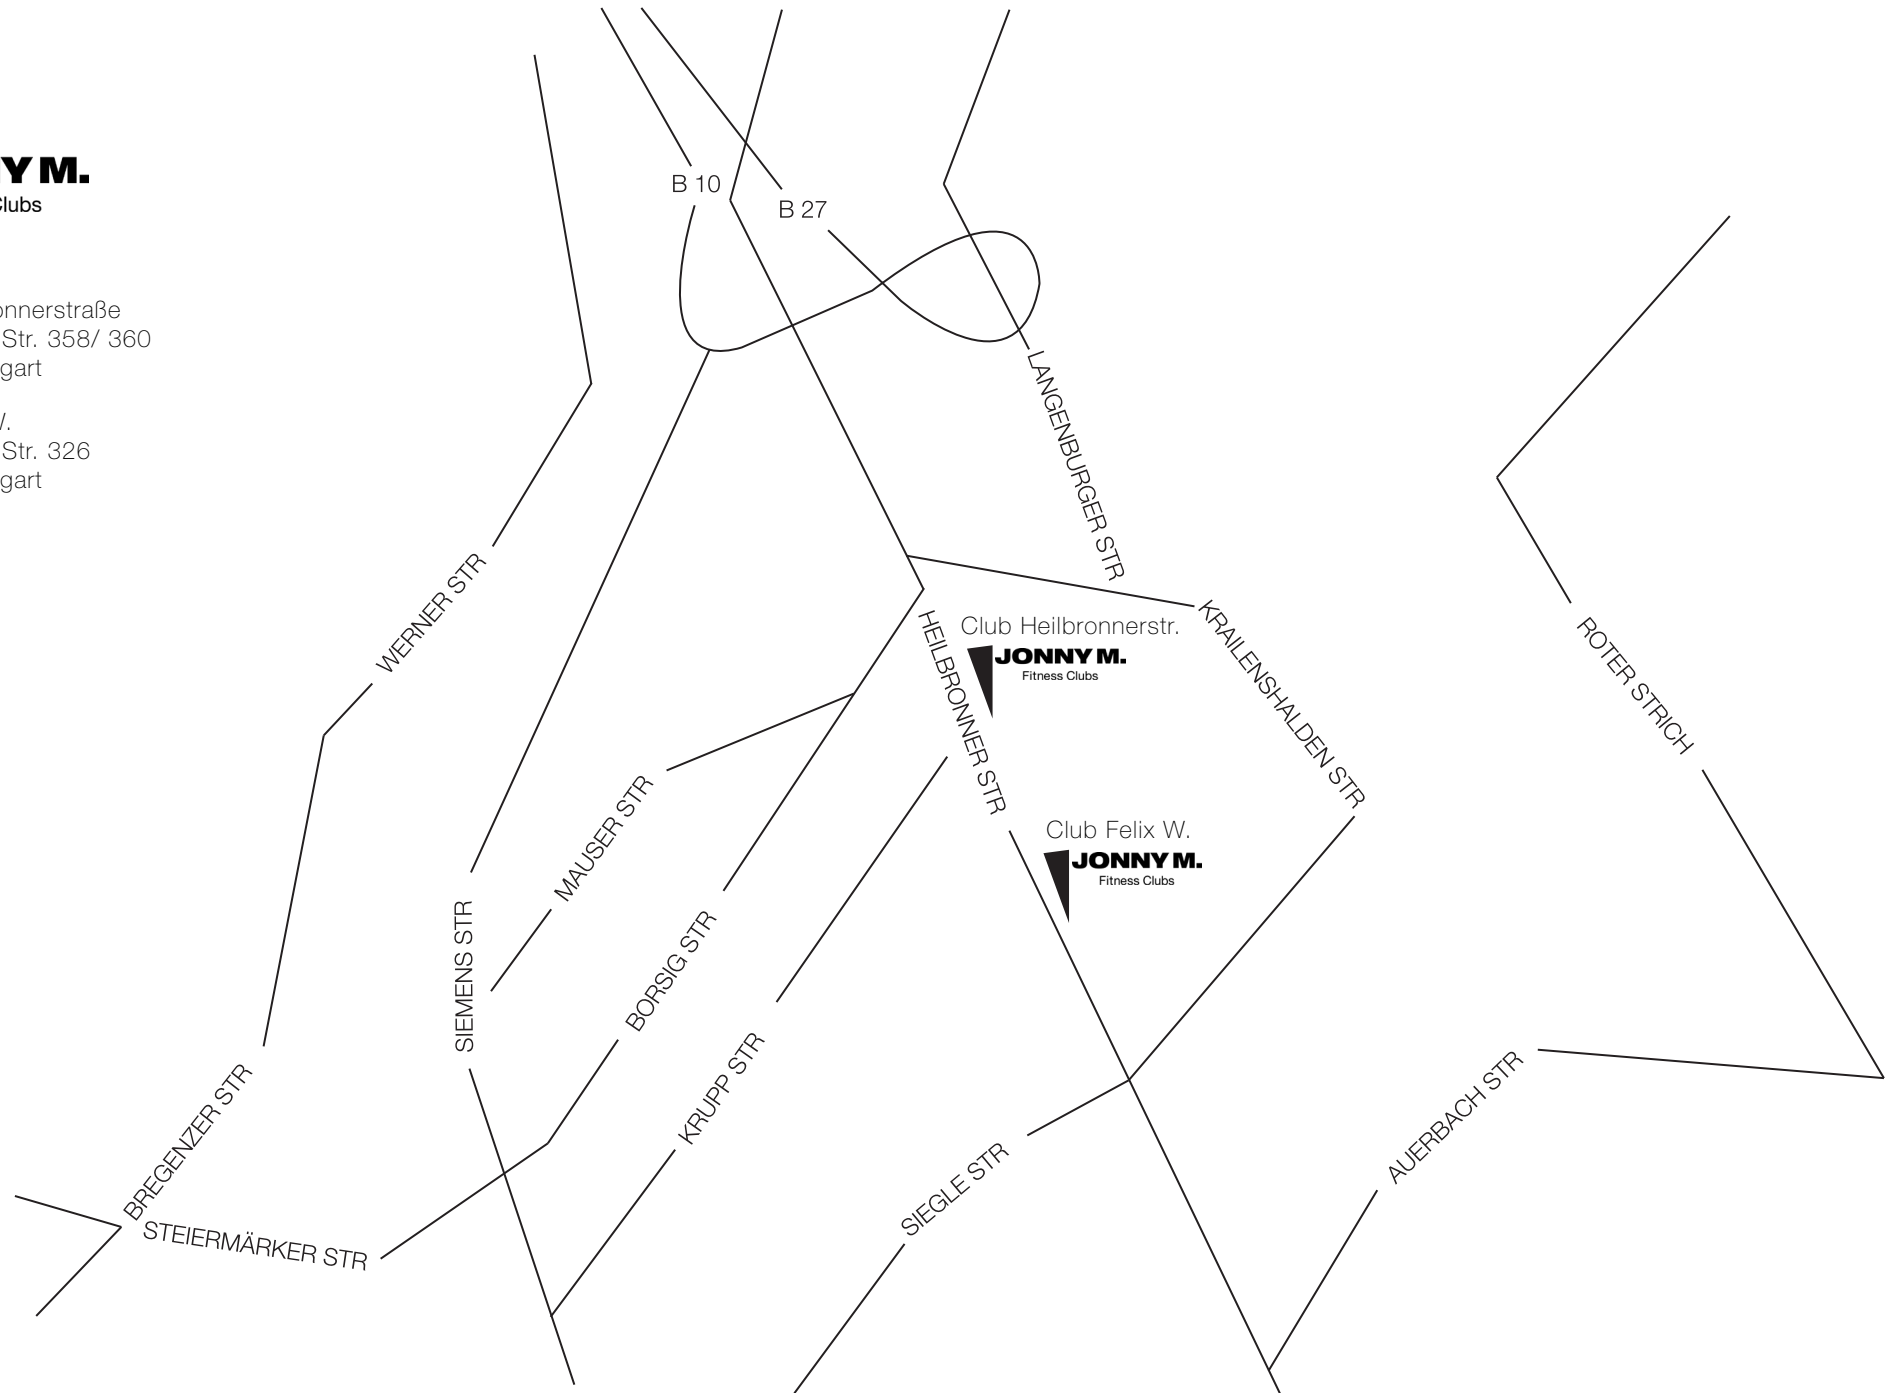 Y M.
Clubs
onnerstraße
Str. 358/ 360
gart
Str. 326
gart
B 10
B 27
LANGENBURGER STR
WERNER STR
HEILBRONNER STR
Club Heilbronnerstr.
JONNY M.
Fitness Clubs
KRAILENSHALDEN STR
ROTER STRICH
MAUSER STR
Club Felix W.
JONNY M.
Fitness Clubs
SIEMENS STR
BORSIG STR
KRUPP STR
BREGENZER STR
STEIERMÄRKER STR
SIEGLE STR
AUERBACH STR